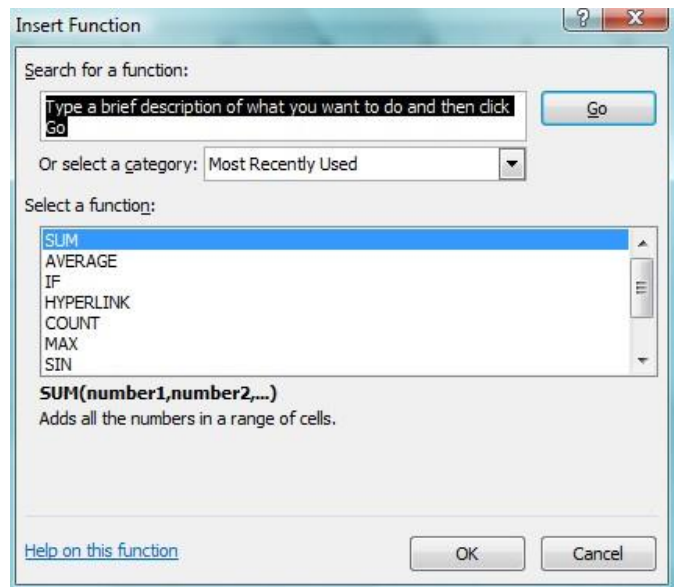 Insert Function
?
X
Search for a function:
Type a brief description of what you want to do and then click
Go
Go
Or select a category: Most Recently Used
Select a function:
SUM
AVERAGE
IF
HYPERLINK
COUNT
MAX
SIN
SUM(number1,number2,...)
Adds all the numbers in a range of cells.
Help on this function
OK
Cancel